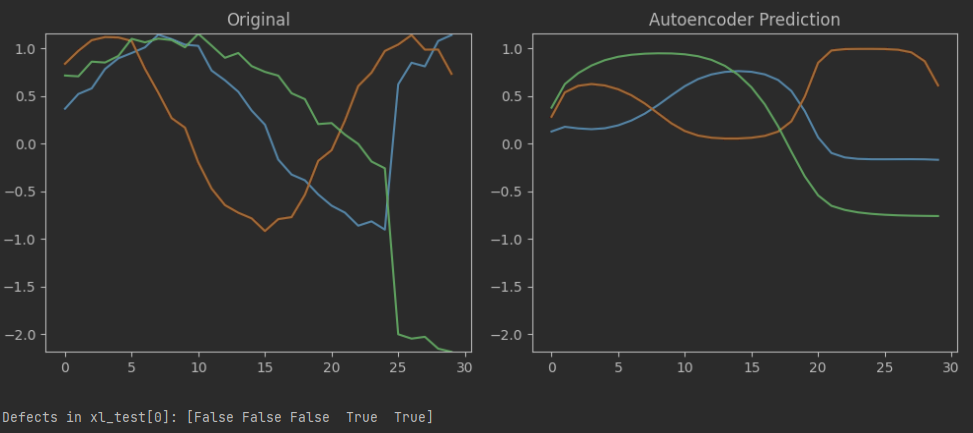 Original
Autoencoder Prediction
1.0
0.5
0.0
−0.5
−1.0
−1.5
−2.0
0 5 10 15 20 25 30
1.0
0.5
0.0
−0.5
−1.0
−1.5
−2.0
0 5 10 15 20 25 30
Defects in xl_test[0]: [False False False  True  True]